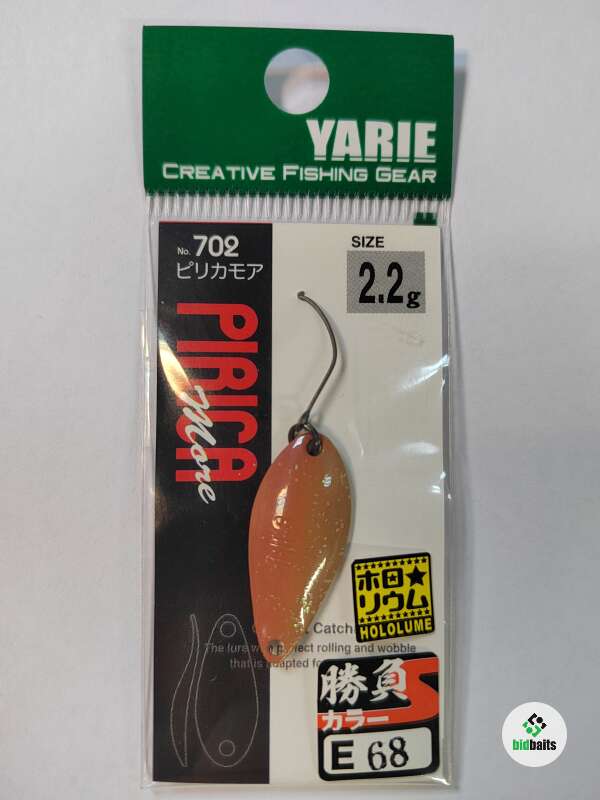 YARIE
CREATIVE FISHING GEAR
No. 702
ピリカモア
SIZE
2.2g
PIRICA
More
ホロ★
リウム
HOLOLUME
Catch
The lure with perfect rolling and wobble
that is adapted for
勝負S
カラー
E 68
bidbaits